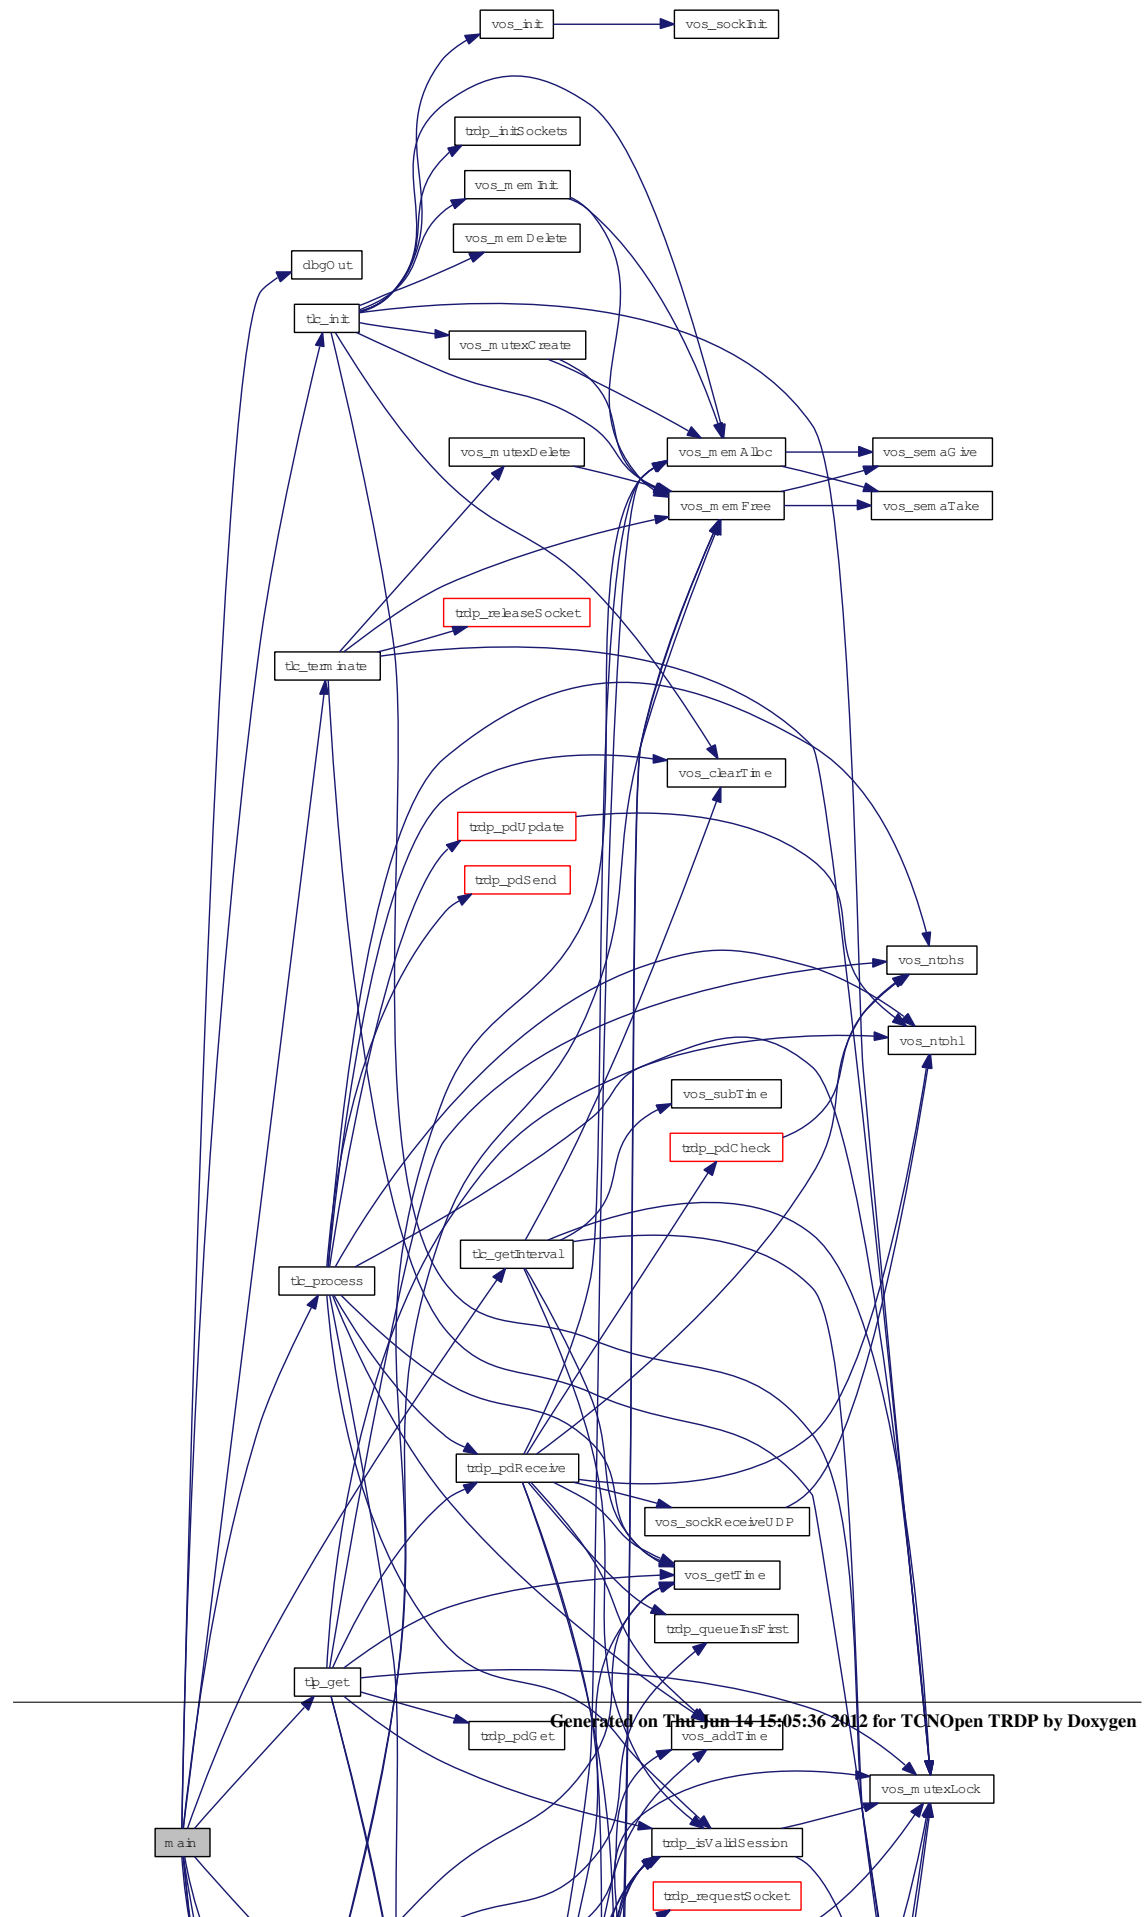 vos_init
vos_sockInit
trdp_initSockets
vos_memInit
vos_memDelete
dbgOut
tlc_init
vos_mutexCreate
vos_mutexDelete
vos_memAlloc
vos_semaGive
vos_memFree
vos_semaTake
trdp_releaseSocket
tlc_terminate
vos_clearTime
trdp_pdUpdate
trdp_pdSend
vos_ntohs
vos_ntohl
vos_subTime
trdp_pdCheck
tlc_getInterval
tlc_process
trdp_pdReceive
vos_sockReceiveUDP
vos_getTime
trdp_queueInsFirst
tlp_get
Generated on Thu Jun 14 15:05:36 2012 for TCNOpen TRDP by Doxygen
trdp_pdGet
vos_addTime
vos_mutexLock
main
trdp_isValidSession
trdp_requestSocket